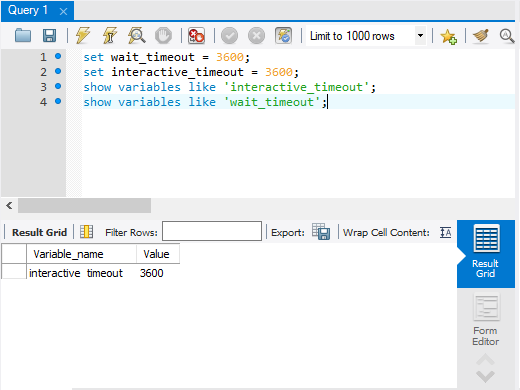 Query 1
Limit to 1000 rows
1 set wait_timeout = 3600;
2 set interactive_timeout = 3600;
3 show variables like 'interactive_timeout';
4 show variables like 'wait_timeout';
Result Grid Filter Rows: Export: Wrap Cell Content:
Variable_name Value
interactive_timeout 3600
Result
Grid
Form
Editor